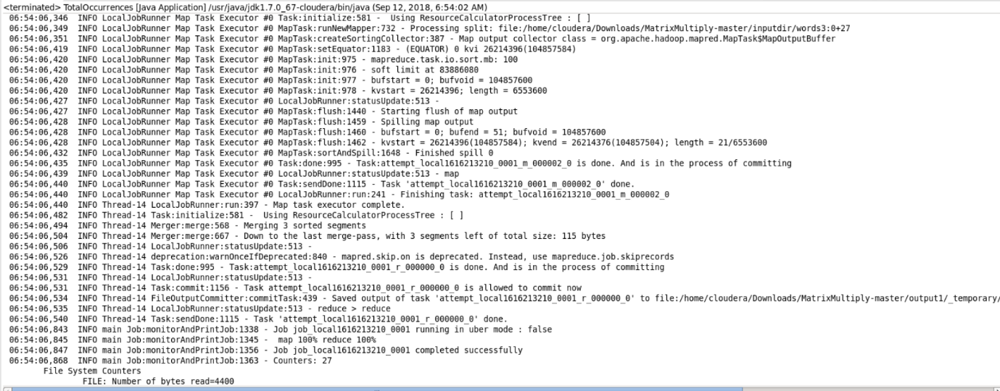 <terminated> TotalOccurrences [Java Application] /usr/java/jdk1.7.0_67-cloudera/bin/java (Sep 12, 2018, 6:54:02 AM)
06:54:06,346  INFO LocalJobRunner Map Task Executor #0 Task:initialize:581 -  Using ResourceCalculatorProcessTree : [ ]
06:54:06,349  INFO LocalJobRunner Map Task Executor #0 MapTask:runNewMapper:732 - Processing split: file:/home/cloudera/Downloads/MatrixMultiply-master/inputdir/words3:0+27
06:54:06,351  INFO LocalJobRunner Map Task Executor #0 MapTask:createSortingCollector:387 - Map output collector class = org.apache.hadoop.mapred.MapTask$MapOutputBuffer
06:54:06,419  INFO LocalJobRunner Map Task Executor #0 MapTask:setEquator:1183 - (EQUATOR) 0 kvi 26214396(104857584)
06:54:06,420  INFO LocalJobRunner Map Task Executor #0 MapTask:init:975 - mapreduce.task.io.sort.mb: 100
06:54:06,420  INFO LocalJobRunner Map Task Executor #0 MapTask:init:976 - soft limit at 83886080
06:54:06,420  INFO LocalJobRunner Map Task Executor #0 MapTask:init:977 - bufstart = 0; bufvoid = 104857600
06:54:06,420  INFO LocalJobRunner Map Task Executor #0 MapTask:init:978 - kvstart = 26214396; length = 6553600
06:54:06,427  INFO LocalJobRunner Map Task Executor #0 LocalJobRunner:statusUpdate:513 -
06:54:06,427  INFO LocalJobRunner Map Task Executor #0 MapTask:flush:1440 - Starting flush of map output
06:54:06,428  INFO LocalJobRunner Map Task Executor #0 MapTask:flush:1459 - Spilling map output
06:54:06,428  INFO LocalJobRunner Map Task Executor #0 MapTask:flush:1460 - bufstart = 0; bufend = 51; bufvoid = 104857600
06:54:06,428  INFO LocalJobRunner Map Task Executor #0 MapTask:flush:1462 - kvstart = 26214396(104857584); kvend = 26214376(104857504); length = 21/6553600
06:54:06,432  INFO LocalJobRunner Map Task Executor #0 MapTask:sortAndSpill:1648 - Finished spill 0
06:54:06,435  INFO LocalJobRunner Map Task Executor #0 Task:done:995 - Task:attempt_local1616213210_0001_m_000002_0 is done. And is in the process of committing
06:54:06,439  INFO LocalJobRunner Map Task Executor #0 LocalJobRunner:statusUpdate:513 - map
06:54:06,440  INFO LocalJobRunner Map Task Executor #0 Task:sendDone:1115 - Task 'attempt_local1616213210_0001_m_000002_0' done.
06:54:06,440  INFO LocalJobRunner Map Task Executor #0 LocalJobRunner:run:241 - Finishing task: attempt_local1616213210_0001_m_000002_0
06:54:06,440  INFO Thread-14 LocalJobRunner:run:397 - Map task executor complete.
06:54:06,482  INFO Thread-14 Task:initialize:581 -  Using ResourceCalculatorProcessTree : [ ]
06:54:06,494  INFO Thread-14 Merger:merge:568 - Merging 3 sorted segments
06:54:06,504  INFO Thread-14 Merger:merge:667 - Down to the last merge-pass, with 3 segments left of total size: 115 bytes
06:54:06,506  INFO Thread-14 LocalJobRunner:statusUpdate:513 -
06:54:06,526  INFO Thread-14 deprecation:warnOnceIfDeprecated:840 - mapred.skip.on is deprecated. Instead, use mapreduce.job.skiprecords
06:54:06,529  INFO Thread-14 Task:done:995 - Task:attempt_local1616213210_0001_r_000000_0 is done. And is in the process of committing
06:54:06,531  INFO Thread-14 LocalJobRunner:statusUpdate:513 -
06:54:06,531  INFO Thread-14 Task:commit:1156 - Task attempt_local1616213210_0001_r_000000_0 is allowed to commit now
06:54:06,534  INFO Thread-14 FileOutputCommitter:commitTask:439 - Saved output of task 'attempt_local1616213210_0001_r_000000_0' to file:/home/cloudera/Downloads/MatrixMultiply-master/output1/_temporary/
06:54:06,535  INFO Thread-14 LocalJobRunner:statusUpdate:513 - reduce > reduce
06:54:06,540  INFO Thread-14 Task:sendDone:1115 - Task 'attempt_local1616213210_0001_r_000000_0' done.
06:54:06,843  INFO main Job:monitorAndPrintJob:1338 - Job job_local1616213210_0001 running in uber mode : false
06:54:06,845  INFO main Job:monitorAndPrintJob:1345 -  map 100% reduce 100%
06:54:06,847  INFO main Job:monitorAndPrintJob:1356 - Job job_local1616213210_0001 completed successfully
06:54:06,868  INFO main Job:monitorAndPrintJob:1363 - Counters: 27
File System Counters
FILE: Number of bytes read=4400